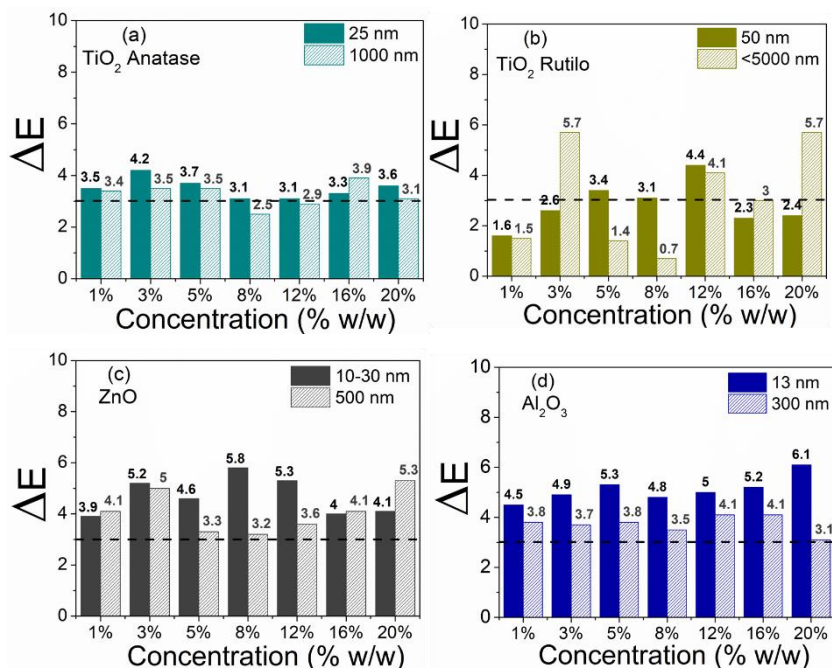 (a)
TiO2 Anatase
25 nm
1000 nm
ΔE
10
8
6
4
2
0
3.5 3.4 4.2 3.5 3.7 3.5 3.1 2.5 3.1 2.9 3.3 3.9 3.6 3.1
1% 3% 5% 8% 12% 16% 20%
Concentration (% w/w)
(b)
TiO2 Rutilo
50 nm
<5000 nm
ΔE
10
8
6
4
2
0
1.6 1.5 2.6 5.7 3.4 1.4 3.1 0.7 4.4 4.1 2.3 3 2.4 5.7
1% 3% 5% 8% 12% 16% 20%
Concentration (% w/w)
(c)
ZnO
10-30 nm
500 nm
ΔE
10
8
6
4
2
0
3.9 4.1 5.2 5 4.6 3.3 5.8 3.2 5.3 3.6 4 4.1 4.1 5.3
1% 3% 5% 8% 12% 16% 20%
Concentration (% w/w)
(d)
Al2O3
13 nm
300 nm
ΔE
10
8
6
4
2
0
4.5 3.8 4.9 3.7 5.3 3.8 4.8 3.5 5 4.1 5.2 4.1 6.1 3.1
1% 3% 5% 8% 12% 16% 20%
Concentration (% w/w)